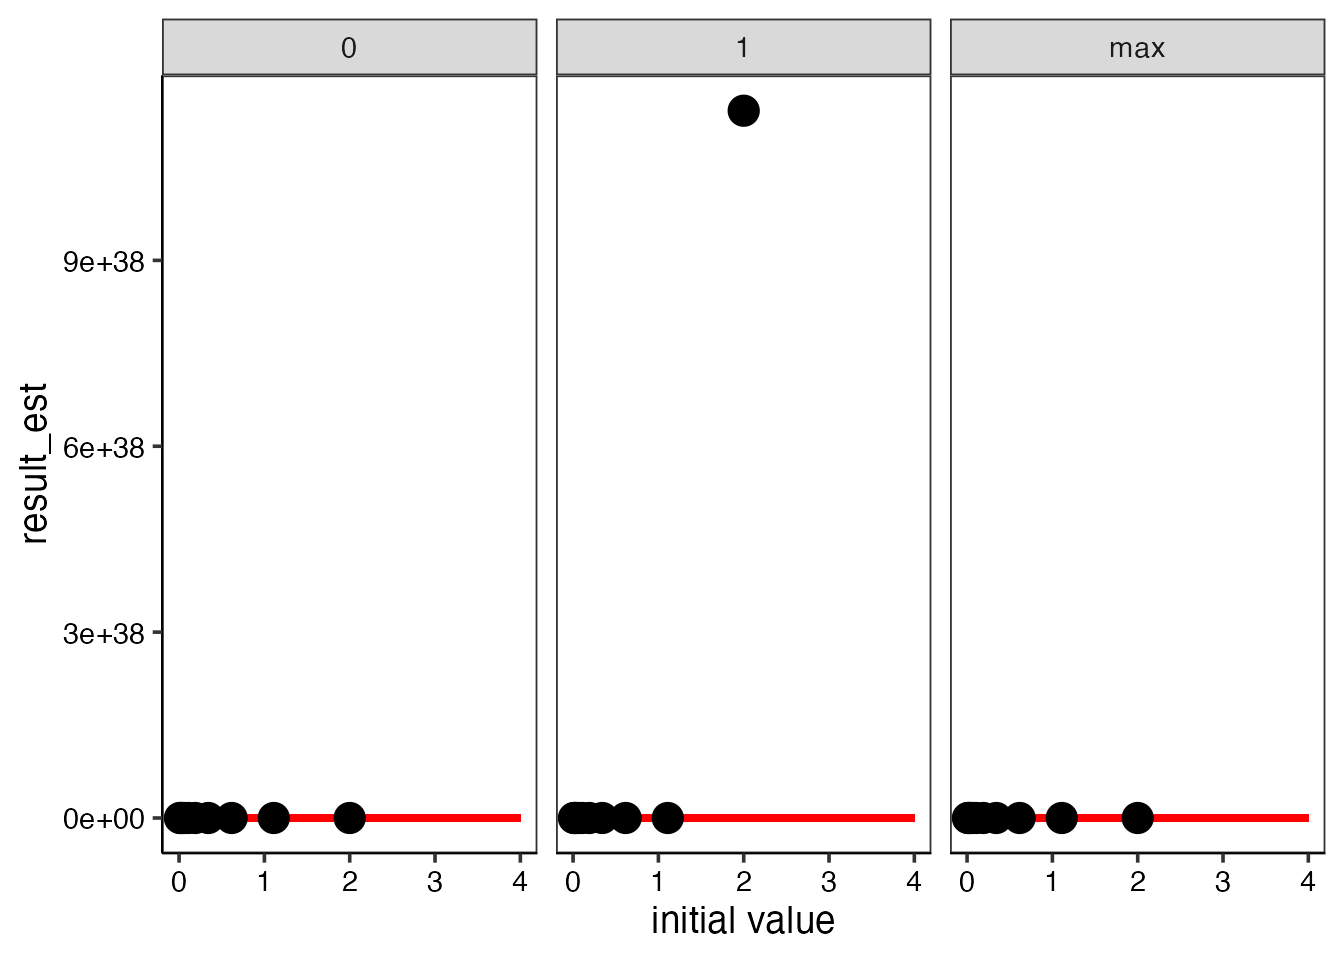 0 1 max
result_est
9e+38
6e+38
3e+38
0e+00
0 1 2 3 4 0 1 2 3 4 0 1 2 3 4
initial value